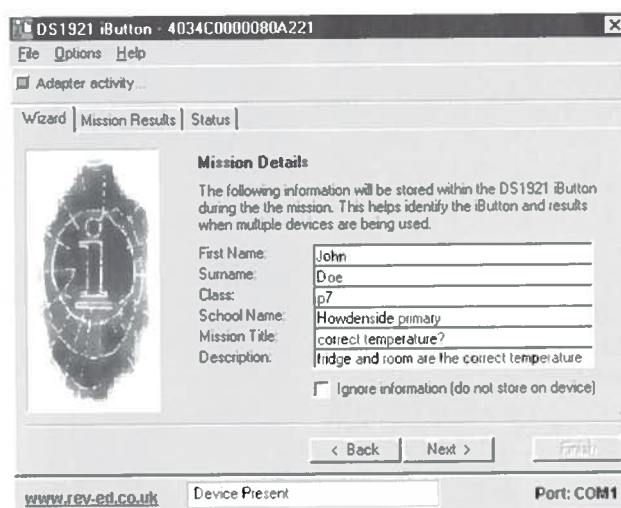 DS1921 iButton - 4034C0000080A221
File Options Help
Adapter activity...
Wizard Mission Results Status
Mission Details
The following information will be stored within the DS1921 iButton
during the the mission. This helps identify the iButton and results
when multiple devices are being used.
First Name: John
Surname: Doe
Class: p7
School Name: Howdenside primary
Mission Title: correct temperature?
Description: fridge and room are the correct temperature
Ignore information (do not store on device)
< Back Next > Finish
www.rev-ed.co.uk Device Present Port: COM1